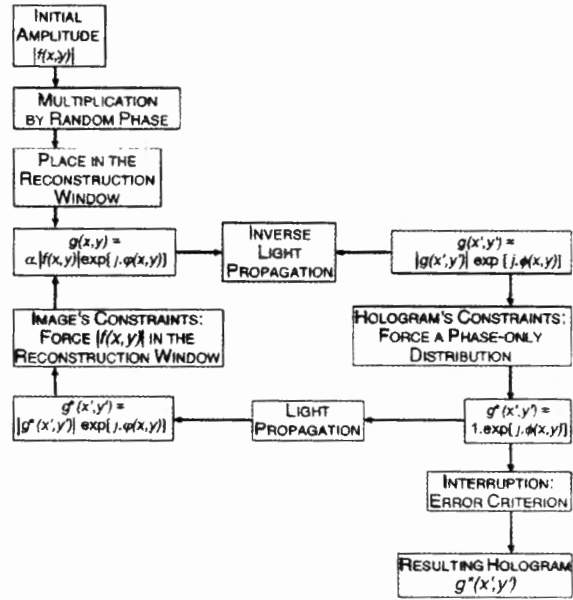 INITIAL
AMPLITUDE
|f(x,y)|
MULTIPLICATION
BY RANDOM PHASE
PLACE IN THE
RECONSTRUCTION
WINDOW
g(x,y) =
α.|f(x,y)|exp{j.φ(x,y)}
INVERSE
LIGHT
PROPAGATION
g(x',y') =
|g(x',y')| exp{j.ϕ(x,y)}
IMAGE'S CONSTRAINTS:
FORCE |f(x,y)| IN THE
RECONSTRUCTION WINDOW
HOLOGRAM'S CONSTRAINTS:
FORCE A PHASE-ONLY
DISTRIBUTION
g"(x',y') =
|g"(x',y')| exp{j.φ(x,y)}
LIGHT
PROPAGATION
g"(x',y') =
1.exp{j.ϕ(x,y)}
INTERRUPTION:
ERROR CRITERION
RESULTING HOLOGRAM
g"(x',y')